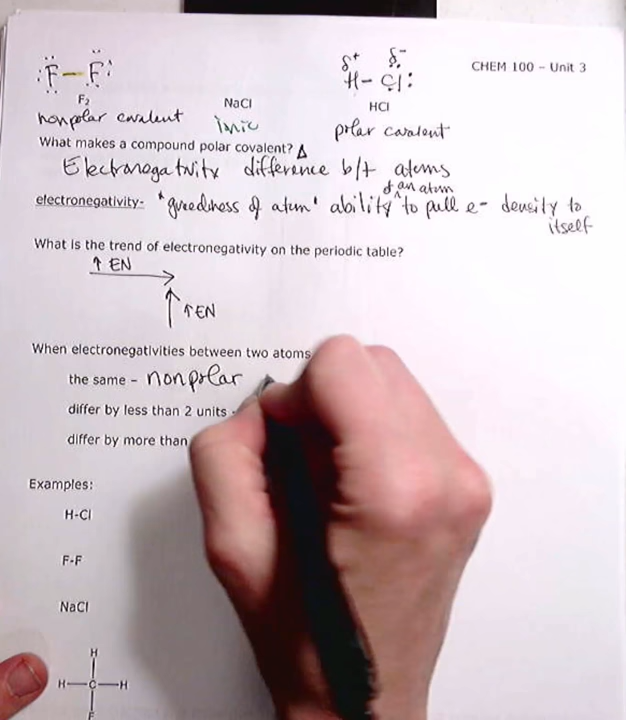 :F̈ – F̈: δ+ δ-
H – Cl: CHEM 100 – Unit 3
F₂ NaCl HCl
nonpolar covalent ionic polar covalent
What makes a compound polar covalent? Δ
Electronegativity difference b/t atoms
of an atom
electronegativity- "greediness of atom" ability to pull e- density to
itself
What is the trend of electronegativity on the periodic table?
↑ EN
↑ EN
When electronegativities between two atoms
the same - nonpolar
differ by less than 2 units -
differ by more than
Examples:
H-Cl
F-F
NaCl
H
H—C—H
F